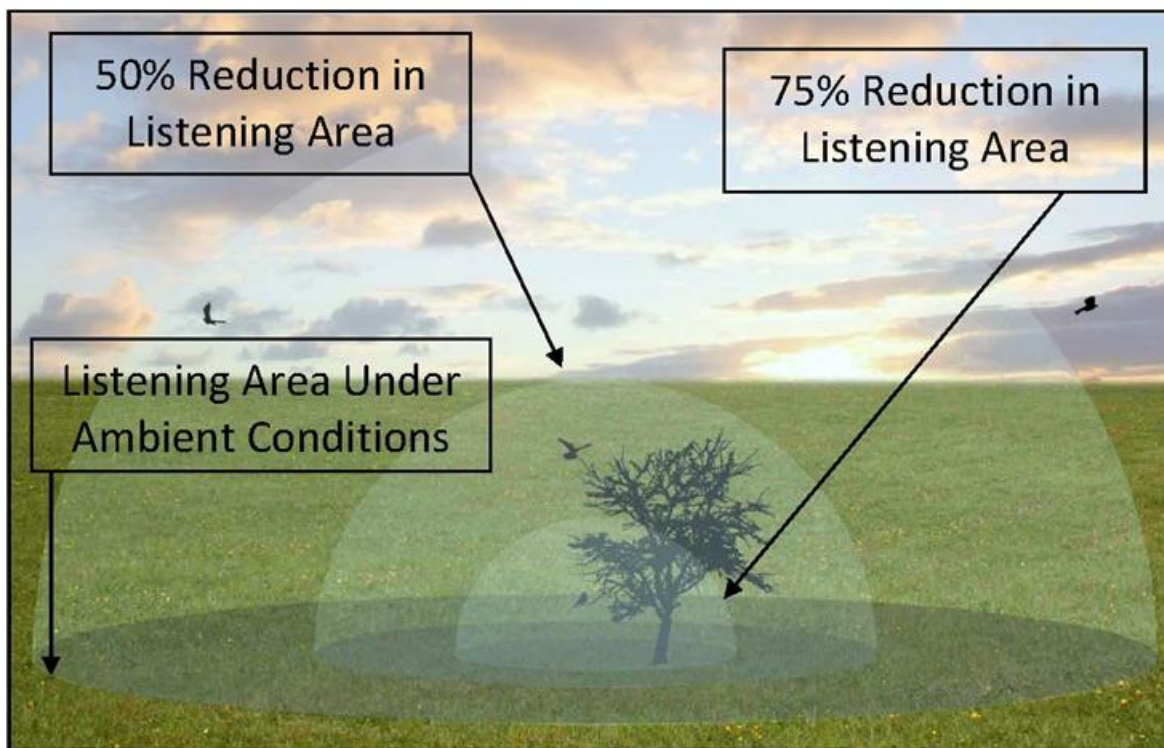 50% Reduction in
Listening Area
75% Reduction in
Listening Area
Listening Area Under
Ambient Conditions